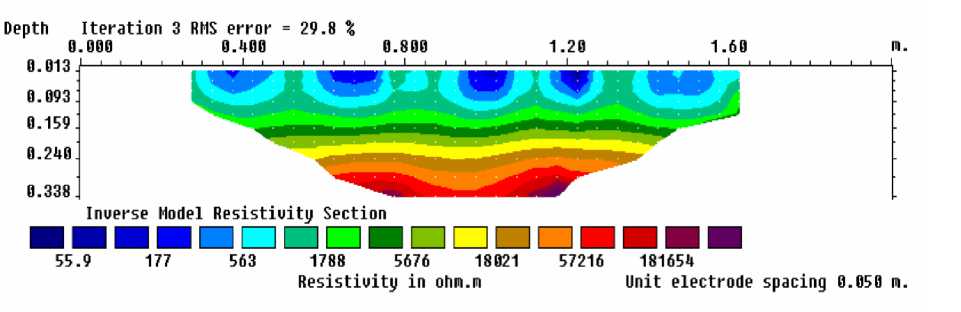 Depth Iteration 3 RMS error = 29.8 %
0.000 0.400 0.800 1.20 1.60 m.
0.013
0.093
0.159
0.240
0.338
Inverse Model Resistivity Section
55.9 177 563 1788 5676 18021 57216 181654
Resistivity in ohm.m Unit electrode spacing 0.050 m.